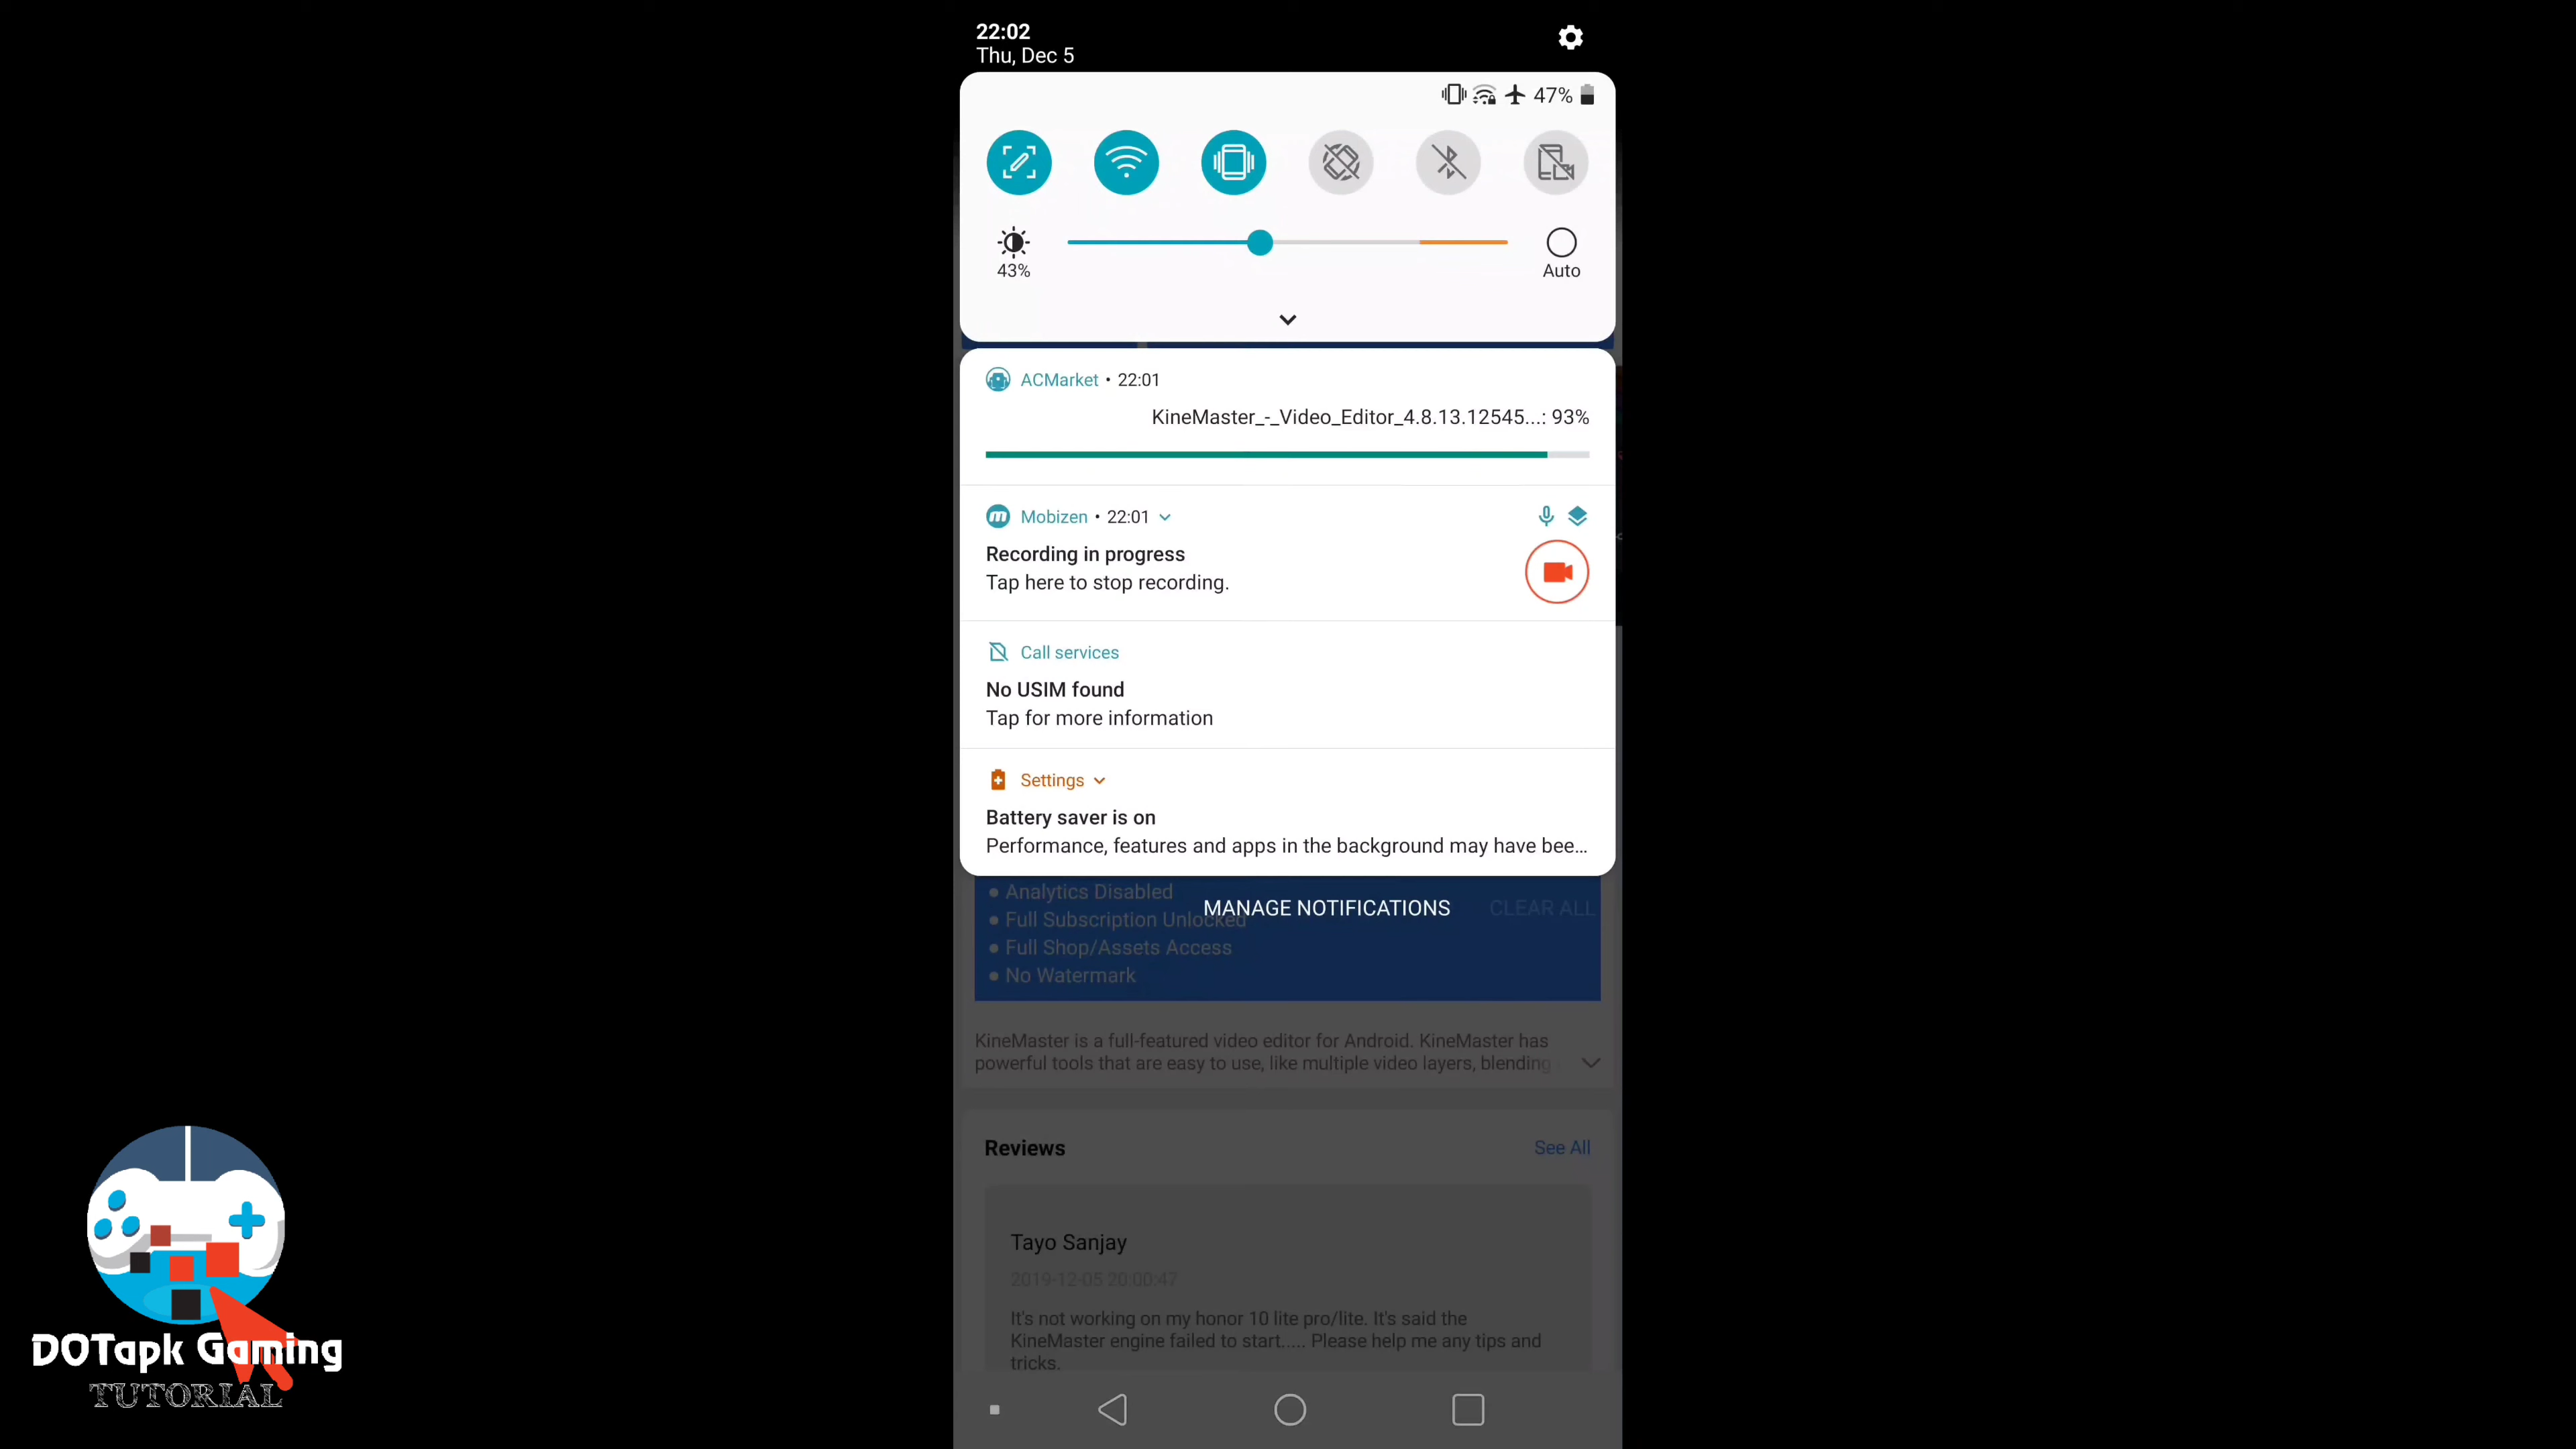 22:02
Thu, Dec 5
47%
43%
Auto
ACMarket • 22:01
KineMaster_-_Video_Editor_4.8.13.12545...: 93%
Mobizen • 22:01
Recording in progress
Tap here to stop recording.
Call services
No USIM found
Tap for more information
Settings
Battery saver is on
Performance, features and apps in the background may have bee...
MANAGE NOTIFICATIONS CLEAR ALL
● Analytics Disabled
● Full Subscription Unlocked
● Full Shop/Assets Access
● No Watermark
KineMaster is a full-featured video editor for Android. KineMaster has
powerful tools that are easy to use, like multiple video layers, blending
Reviews See All
Tayo Sanjay
2019-12-05 20:00:47
It's not working on my honor 10 lite pro/lite. It's said the
KineMaster engine failed to start..... Please help me any tips and
tricks.
DOTapk Gaming
TUTORIAL